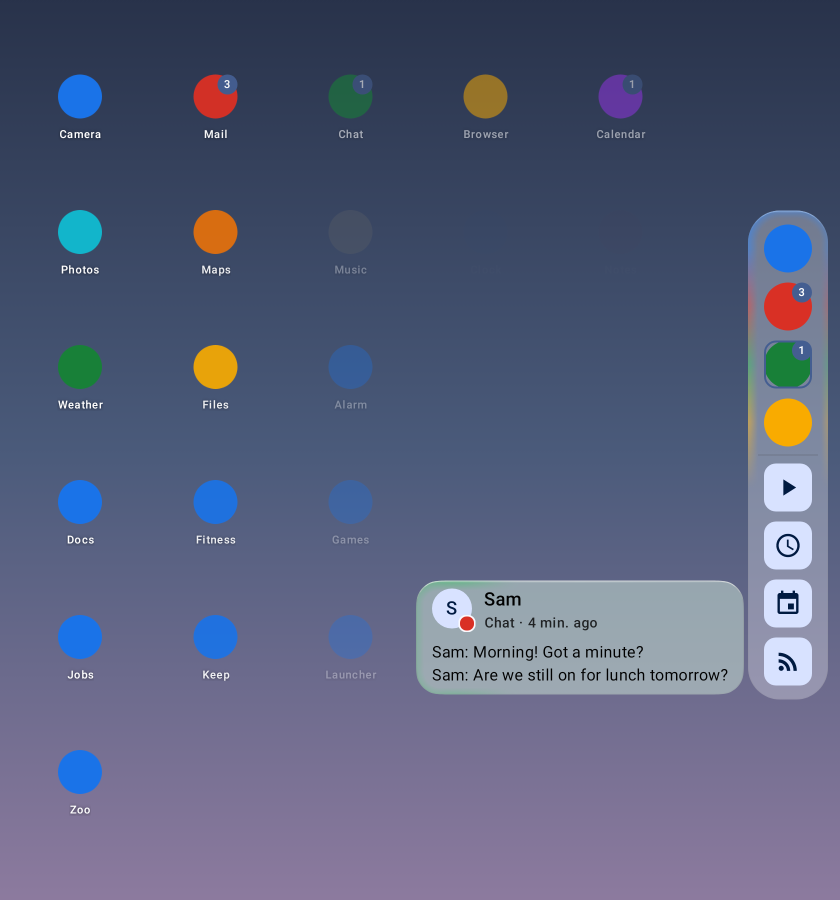 3 1 1
Camera Mail Chat Browser Calendar
Photos Maps Music
3
1
Weather Files Alarm
Docs Fitness Games
Sam
S
Chat · 4 min. ago
Sam: Morning! Got a minute?
Sam: Are we still on for lunch tomorrow?
Jobs Keep Launcher
Zoo